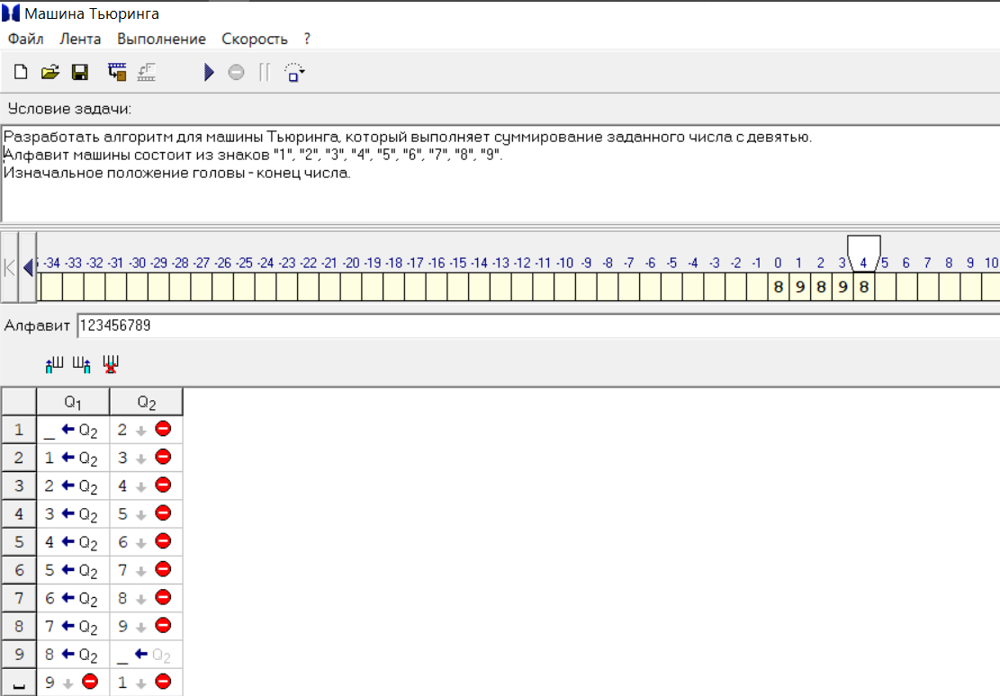 Машина Тьюринга
Файл Лента Выполнение Скорость ?
Условие задачи:
Разработать алгоритм для машины Тьюринга, который выполняет суммирование заданного числа с девятью.
Алфавит машины состоит из знаков "1", "2", "3", "4", "5", "6", "7", "8", "9".
Изначальное положение головы - конец числа.
-34 -33 -32 -31 -30 -29 -28 -27 -26 -25 -24 -23 -22 -21 -20 -19 -18 -17 -16 -15 -14 -13 -12 -11 -10 -9 -8 -7 -6 -5 -4 -3 -2 -1 0 1 2 3 4 5 6 7 8 9 10
8 9 8 9 8
Алфавит 123456789
Q1 Q2
1 _ ← Q2 2 ↓
2 1 ← Q2 3 ↓
3 2 ← Q2 4 ↓
4 3 ← Q2 5 ↓
5 4 ← Q2 6 ↓
6 5 ← Q2 7 ↓
7 6 ← Q2 8 ↓
8 7 ← Q2 9 ↓
9 8 ← Q2 _ ← Q2
␣ 9 ↓ 1 ↓